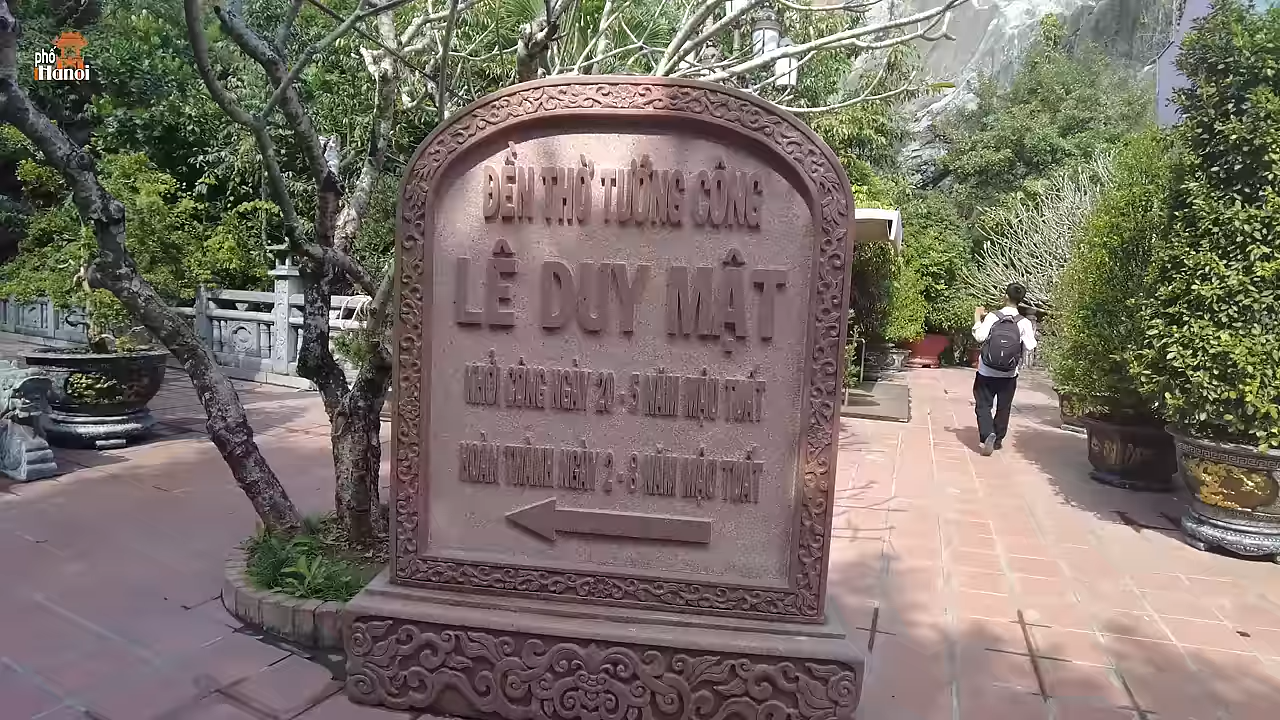 phố
Hanoi
ĐỀN THỜ TƯỚNG CÔNG
LÊ DUY MẬT
KHỞI CÔNG NGÀY 20 - 5 NĂM MẬU TUẤT
HOÀN THÀNH NGÀY 2 - 8 NĂM MẬU TUẤT